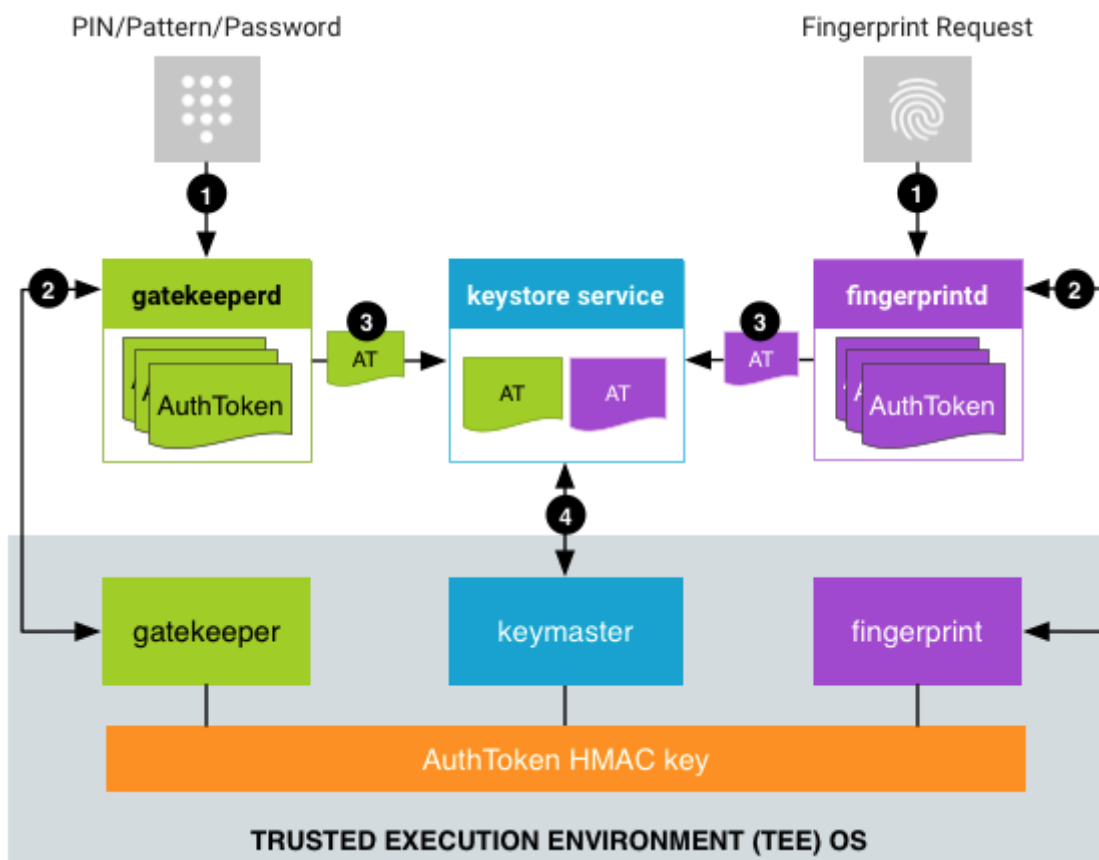 PIN/Pattern/Password
Fingerprint Request
1
1
2
gatekeeperd
3
keystore service
3
fingerprintd
2
AT
AT
A
A
AuthToken
AT
AT
A
A
AuthToken
4
gatekeeper
keymaster
fingerprint
AuthToken HMAC key
TRUSTED EXECUTION ENVIRONMENT (TEE) OS